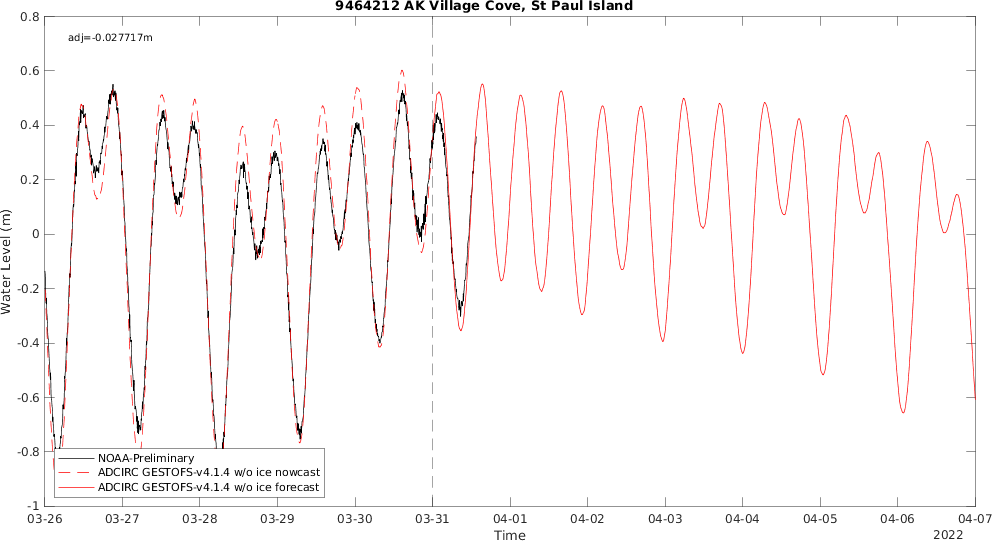 9464212 AK Village Cove, St Paul Island
adj=-0.027717m
Water Level (m)
0.8
0.6
0.4
0.2
0
-0.2
-0.4
-0.6
-0.8
-1
NOAA-Preliminary
ADCIRC GESTOFS-v4.1.4 w/o ice nowcast
ADCIRC GESTOFS-v4.1.4 w/o ice forecast
03-26 03-27 03-28 03-29 03-30 03-31 04-01 04-02 04-03 04-04 04-05 04-06 04-07
Time
2022